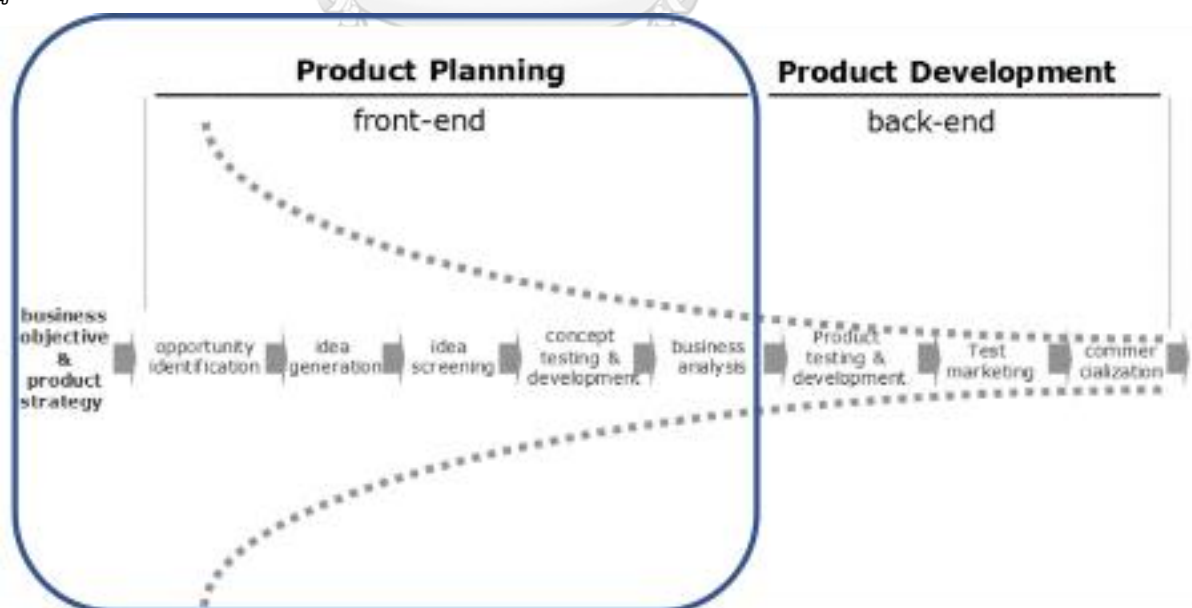 Product Planning
Product Development
front-end
back-end
business
objective
&
product
strategy
opportunity
identification
idea
generation
idea
screening
concept
testing &
development
business
analysis
Product
testing &
development
Test
marketing
commer
cialization